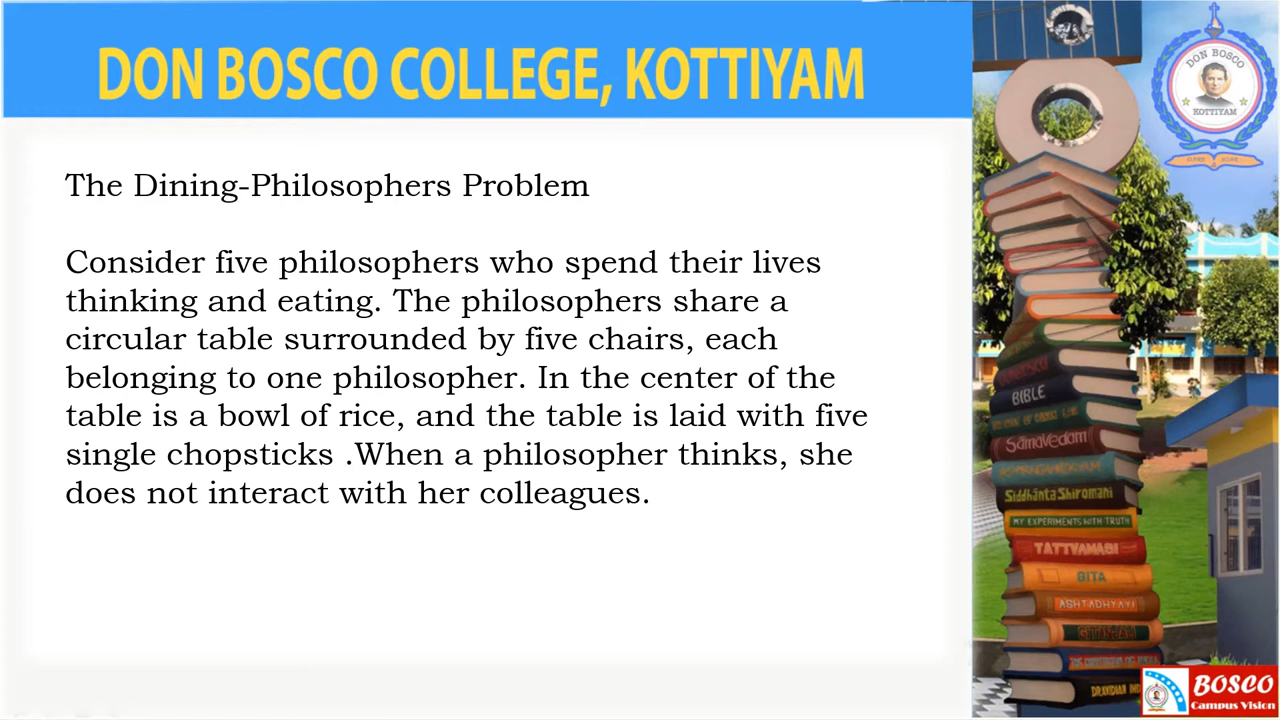 DON BOSCO COLLEGE, KOTTIYAM
DON BOSCO
KOTTIYAM
The Dining-Philosophers Problem
Consider five philosophers who spend their lives
thinking and eating. The philosophers share a
circular table surrounded by five chairs, each
belonging to one philosopher. In the center of the
table is a bowl of rice, and the table is laid with five
single chopsticks .When a philosopher thinks, she
does not interact with her colleagues.
BIBLE
SamaVedam
Siddhanta Shiromani
MY EXPERIMENTS WITH TRUTH
TATTVAMASI
GITA
ASHTADHYAYI
GITANJALI
DRAVIDIAN
BOSCO
Campus Vision